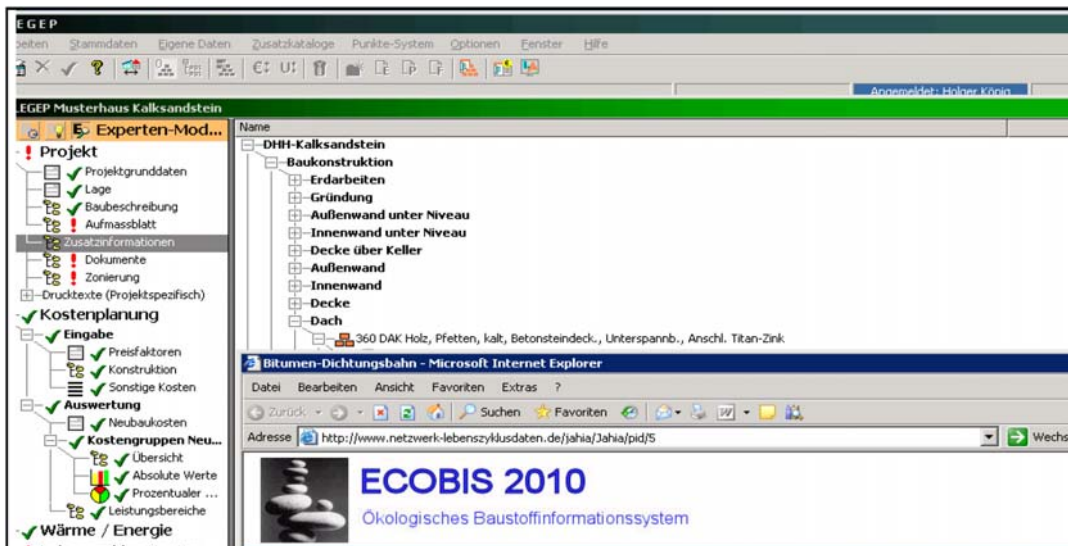 EGEP
beiten Stammdaten Eigene Daten Zusatzkataloge Punkte-System Optionen Fenster Hilfe
Angemeldet: Holger König
LEGEP Musterhaus Kalksandstein
Experten-Mod...
Projekt
Projektgrunddaten
Lage
Baubeschreibung
Aufmassblatt
Zusatzinformationen
Dokumente
Zonierung
Drucktexte (Projektspezifisch)
Kostenplanung
Eingabe
Preisfaktoren
Konstruktion
Sonstige Kosten
Auswertung
Neubaukosten
Kostengruppen Neu...
Übersicht
Absolute Werte
Prozentualer ...
Leistungsbereiche
Wärme / Energie
Name
DHH-Kalksandstein
Baukonstruktion
Erdarbeiten
Gründung
Außenwand unter Niveau
Innenwand unter Niveau
Decke über Keller
Außenwand
Innenwand
Decke
Dach
360 DAK Holz, Pfetten, kalt, Betonsteindeck., Unterspannb., Anschl. Titan-Zink
Bitumen-Dichtungsbahn - Microsoft Internet Explorer
Datei Bearbeiten Ansicht Favoriten Extras ?
Zurück Suchen Favoriten
Adresse http://www.netzwerk-lebenszyklusdaten.de/jahia/Jahia/pid/5 Wechs
ECOBIS 2010
Ökologisches Baustoffinformationssystem